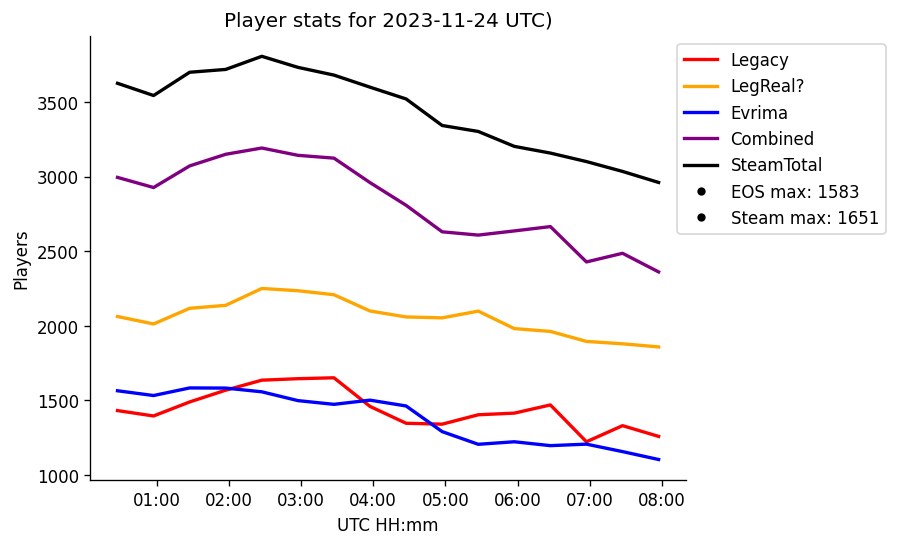 Player stats for 2023-11-24 UTC)
Legacy
LegReal?
Evrima
Combined
SteamTotal
EOS max: 1583
Steam max: 1651
Players
3500
3000
2500
2000
1500
1000
01:00 02:00 03:00 04:00 05:00 06:00 07:00 08:00
UTC HH:mm